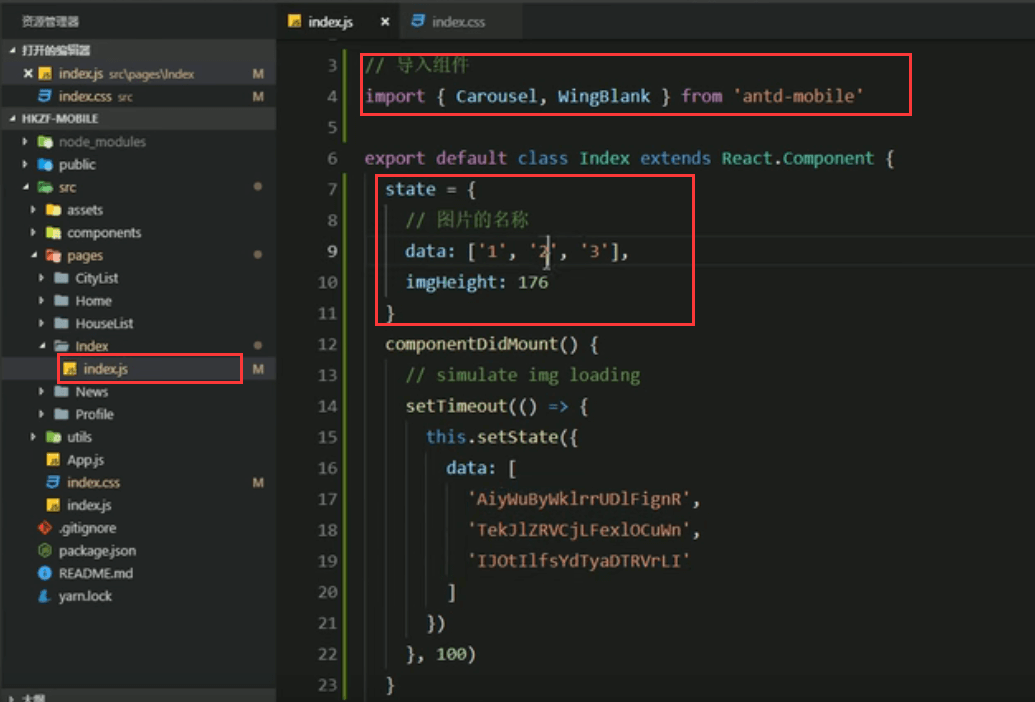 资源管理器
打开的编辑器
index.js src\pages\Index M
index.css src M
HKZF-MOBILE
node_modules
public
src
assets
components
pages
CityList
Home
HouseList
Index
index.js M
News
Profile
utils
App.js
index.css M
index.js
.gitignore
package.json
README.md
yarn.lock
大纲
index.js
index.css
3 // 导入组件
4 import { Carousel, WingBlank } from 'antd-mobile'
5
6 export default class Index extends React.Component {
7 state = {
8 // 图片的名称
9 data: ['1', '2', '3'],
10 imgHeight: 176
11 }
12 componentDidMount() {
13 // simulate img loading
14 setTimeout(() => {
15 this.setState({
16 data: [
17 'AiyWuByWklrrUDlFignR',
18 'TekJlZRVCjLFexlOCuWn',
19 'IJOtIlfsYdTyaDTRVrLI'
20 ]
21 })
22 }, 100)
23 }